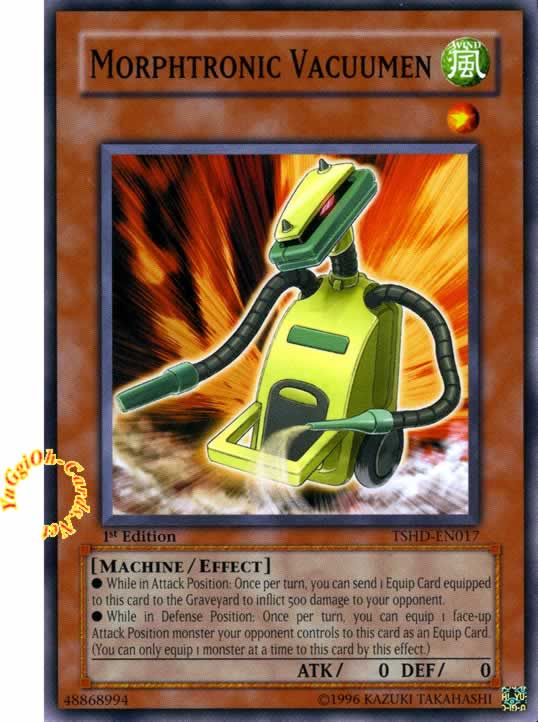 MORPHTRONIC VACUUMEN
WIND
風
1st Edition
TSHD-EN017
YuGgiOh-Cards.Net
[MACHINE / EFFECT]
● While in Attack Position: Once per turn, you can send 1 Equip Card equipped
to this card to the Graveyard to inflict 500 damage to your opponent.
● While in Defense Position: Once per turn, you can equip 1 face-up
Attack Position monster your opponent controls to this card as an Equip Card.
(You can only equip 1 monster at a time to this card by this effect.)
ATK / 0 DEF / 0
48868994
©1996 KAZUKI TAKAHASHI